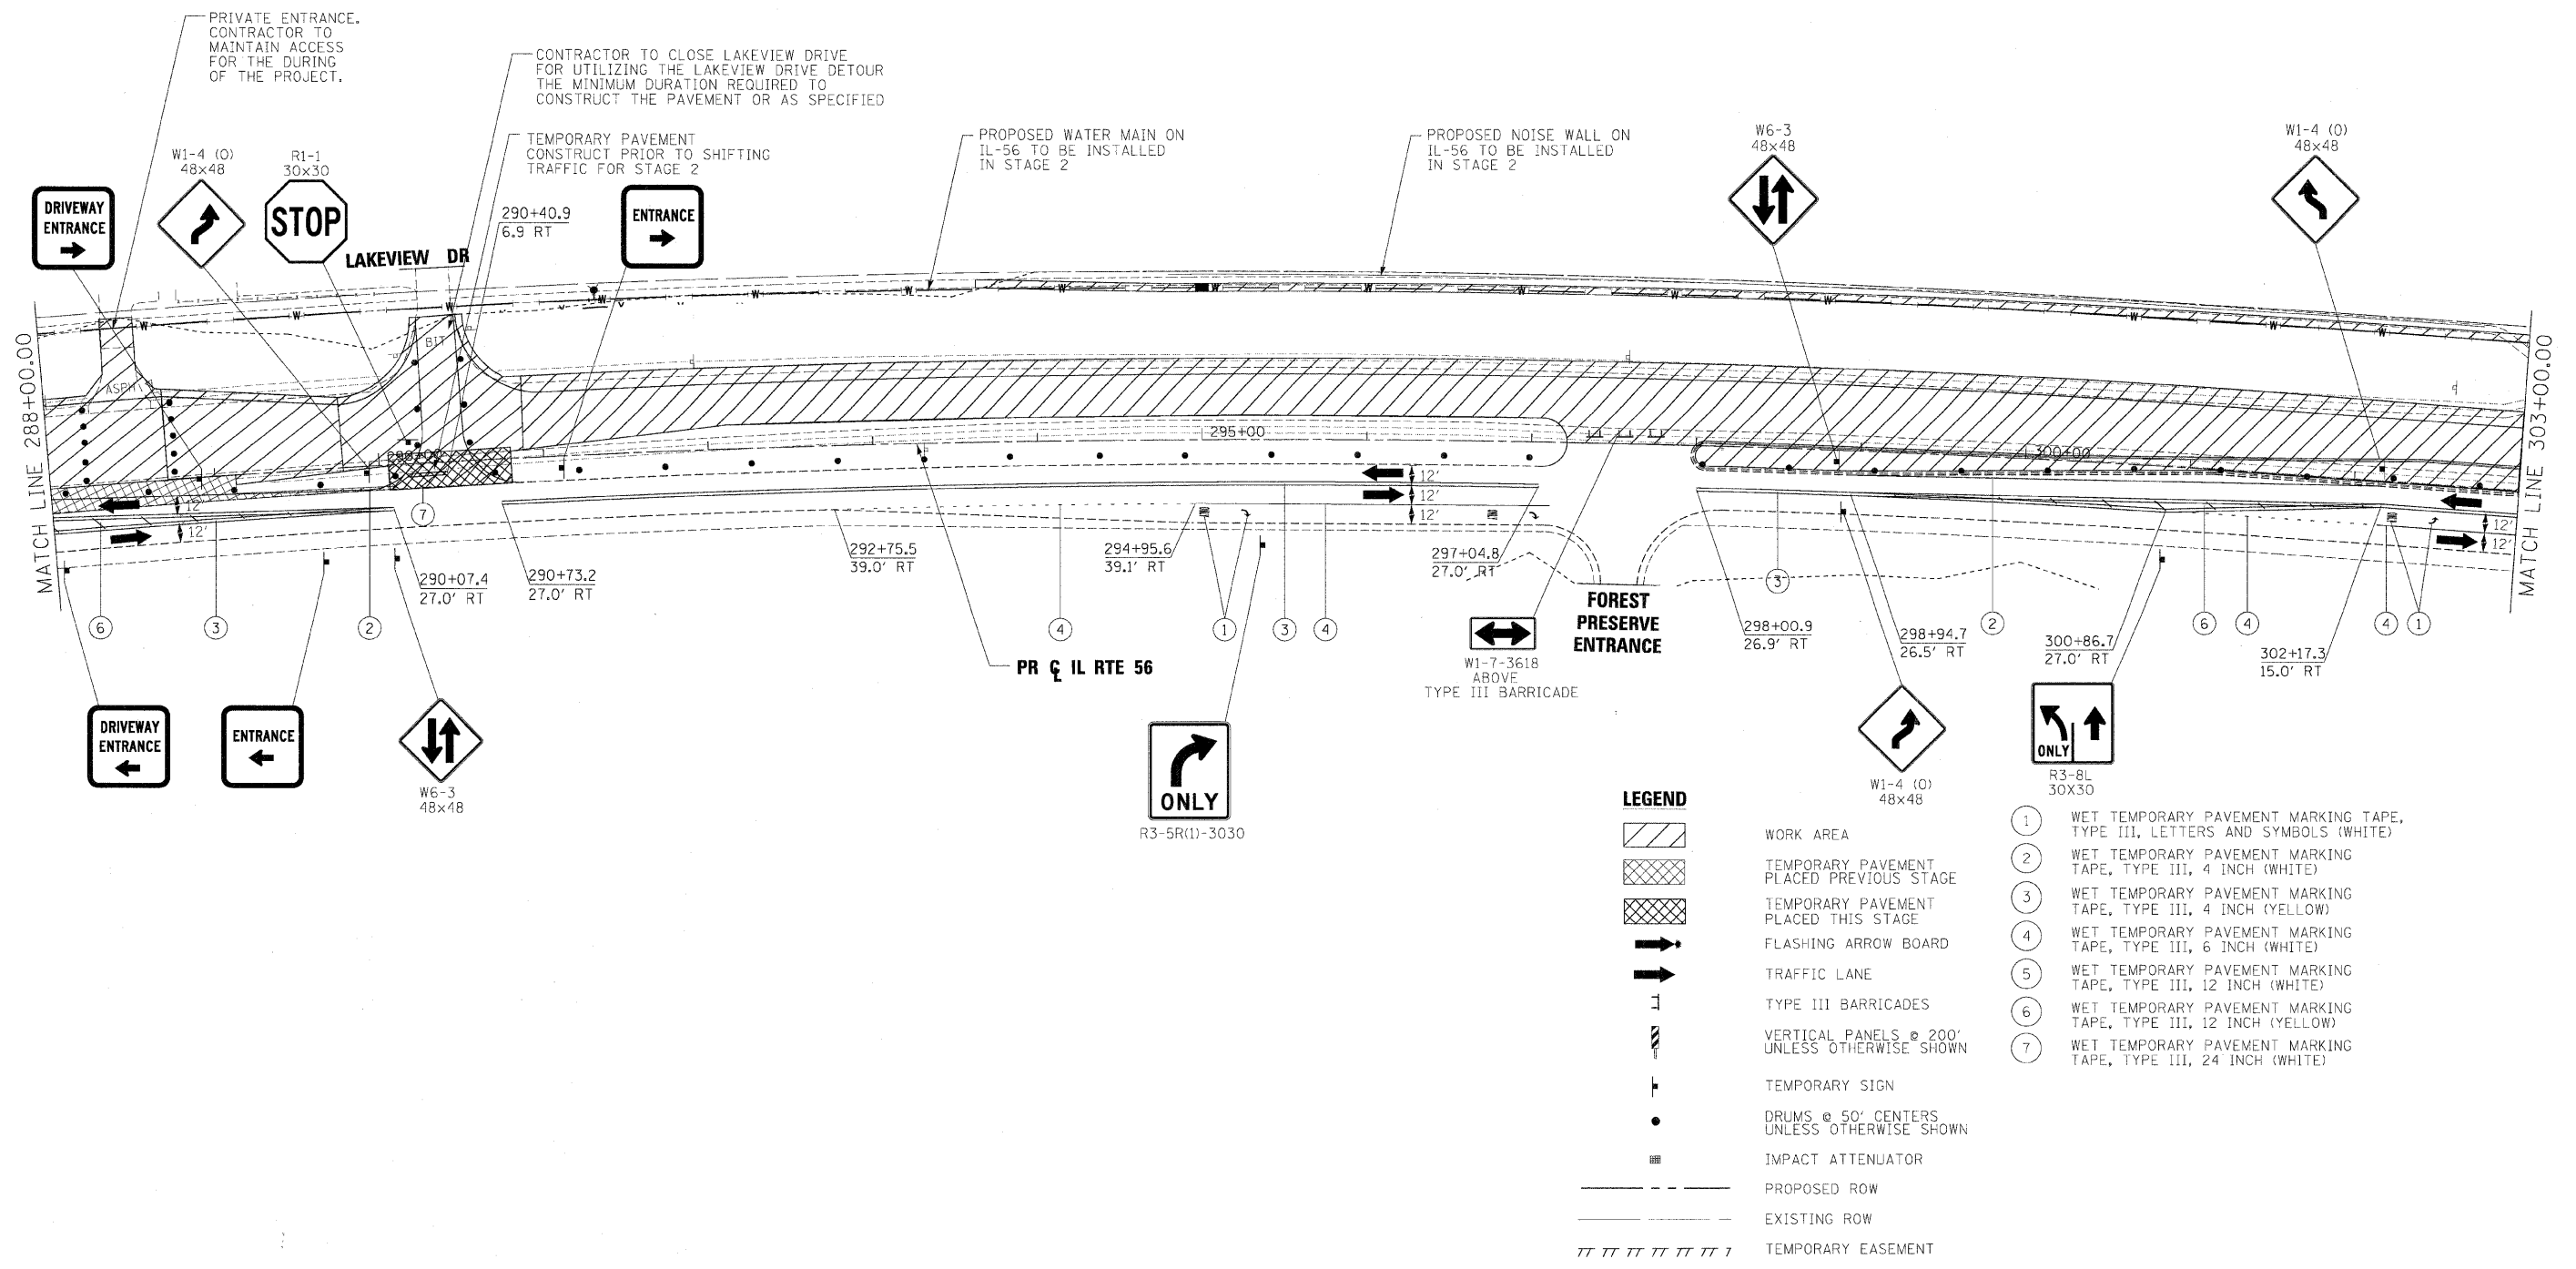 PRIVATE ENTRANCE.
CONTRACTOR TO
MAINTAIN ACCESS
FOR THE DURING
OF THE PROJECT.
CONTRACTOR TO CLOSE LAKEVIEW DRIVE
FOR UTILIZING THE LAKEVIEW DRIVE DETOUR
THE MINIMUM DURATION REQUIRED TO
CONSTRUCT THE PAVEMENT OR AS SPECIFIED
TEMPORARY PAVEMENT
CONSTRUCT PRIOR TO SHIFTING
TRAFFIC FOR STAGE 2
PROPOSED WATER MAIN ON
IL-56 TO BE INSTALLED
IN STAGE 2
PROPOSED NOISE WALL ON
IL-56 TO BE INSTALLED
IN STAGE 2
W6-3
48x48
W1-4 (O)
48x48
W1-4 (O)
48x48
R1-1
30x30
DRIVEWAY
ENTRANCE
STOP
ENTRANCE
290+40.9
6.9 RT
LAKEVIEW DR
W W W W W W W W W W W W W W W
BIT
ASPH
290+00
295+00
300+00
MATCH LINE 288+00.00
MATCH LINE 303+00.00
12'
12'
12'
12'
12'
12'
12'
7
290+07.4
27.0' RT
290+73.2
27.0' RT
292+75.5
39.0' RT
294+95.6
39.1' RT
297+04.8
27.0' RT
FOREST
PRESERVE
ENTRANCE
3
298+00.9
26.9' RT
298+94.7
26.5' RT
300+86.7
27.0' RT
302+17.3
15.0' RT
6 3 2 4 1 3 4 2 6 4 4 1
PR ℄ IL RTE 56
W1-7-3618
ABOVE
TYPE III BARRICADE
DRIVEWAY
ENTRANCE
ENTRANCE
W6-3
48x48
ONLY
R3-5R(1)-3030
W1-4 (O)
48x48
ONLY
R3-8L
30X30
LEGEND
WORK AREA
TEMPORARY PAVEMENT
PLACED PREVIOUS STAGE
TEMPORARY PAVEMENT
PLACED THIS STAGE
FLASHING ARROW BOARD
TRAFFIC LANE
TYPE III BARRICADES
VERTICAL PANELS @ 200'
UNLESS OTHERWISE SHOWN
TEMPORARY SIGN
DRUMS @ 50' CENTERS
UNLESS OTHERWISE SHOWN
IMPACT ATTENUATOR
PROPOSED ROW
EXISTING ROW
TEMPORARY EASEMENT
1 WET TEMPORARY PAVEMENT MARKING TAPE,
TYPE III, LETTERS AND SYMBOLS (WHITE)
2 WET TEMPORARY PAVEMENT MARKING
TAPE, TYPE III, 4 INCH (WHITE)
3 WET TEMPORARY PAVEMENT MARKING
TAPE, TYPE III, 4 INCH (YELLOW)
4 WET TEMPORARY PAVEMENT MARKING
TAPE, TYPE III, 6 INCH (WHITE)
5 WET TEMPORARY PAVEMENT MARKING
TAPE, TYPE III, 12 INCH (WHITE)
6 WET TEMPORARY PAVEMENT MARKING
TAPE, TYPE III, 12 INCH (YELLOW)
7 WET TEMPORARY PAVEMENT MARKING
TAPE, TYPE III, 24 INCH (WHITE)